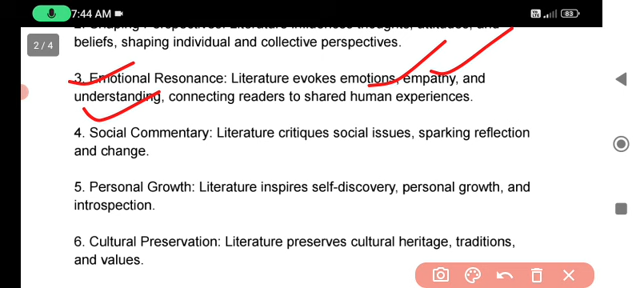 7:44 AM
83
2 / 4
beliefs, shaping individual and collective perspectives.
3. Emotional Resonance: Literature evokes emotions, empathy, and
understanding, connecting readers to shared human experiences.
4. Social Commentary: Literature critiques social issues, sparking reflection
and change.
5. Personal Growth: Literature inspires self-discovery, personal growth, and
introspection.
6. Cultural Preservation: Literature preserves cultural heritage, traditions,
and values.